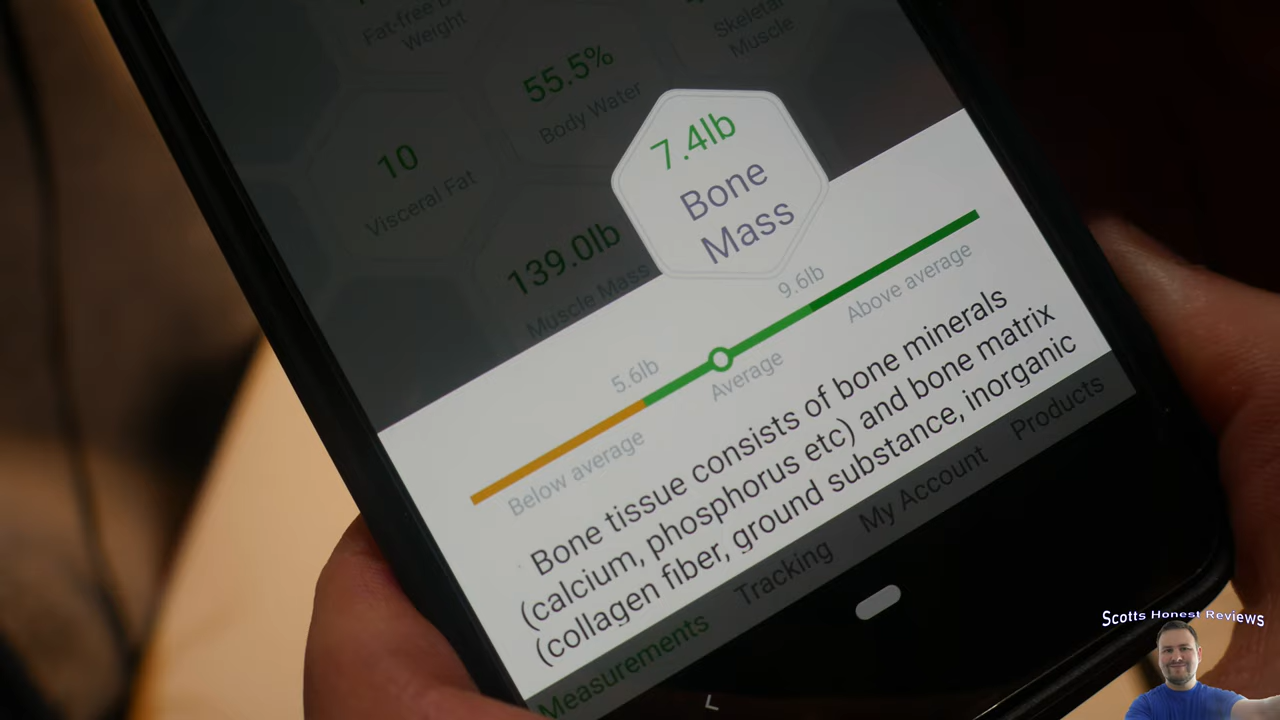 Fat-free
Weight
Skeletal
Muscle
55.5%
Body Water
10
Visceral Fat
139.0lb
Muscle Mass
7.4lb
Bone
Mass
5.6lb
9.6lb
Below average
Average
Above average
Bone tissue consists of bone minerals
(calcium, phosphorus etc) and bone matrix
(collagen fiber, ground substance, inorganic
Measurements
Tracking
My Account
Products
Scotts Honest Reviews